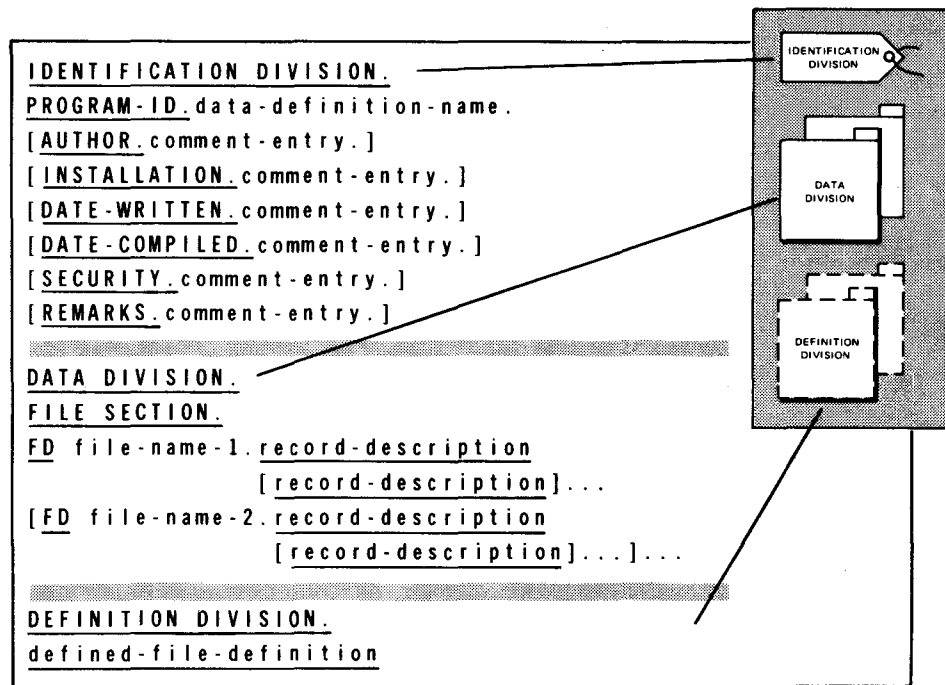 IDENTIFICATION DIVISION.
PROGRAM-ID.data-definition-name.
[AUTHOR.comment-entry.]
[INSTALLATION.comment-entry.]
[DATE-WRITTEN.comment-entry.]
[DATE-COMPILED.comment-entry.]
[SECURITY.comment-entry.]
[REMARKS.comment-entry.]
DATA DIVISION.
FILE SECTION.
FD file-name-1.record-description
[record-description]...
[FD file-name-2.record-description
[record-description]...]...
DEFINITION DIVISION.
defined-file-definition
IDENTIFICATION
DIVISION
DATA
DIVISION
DEFINITION
DIVISION